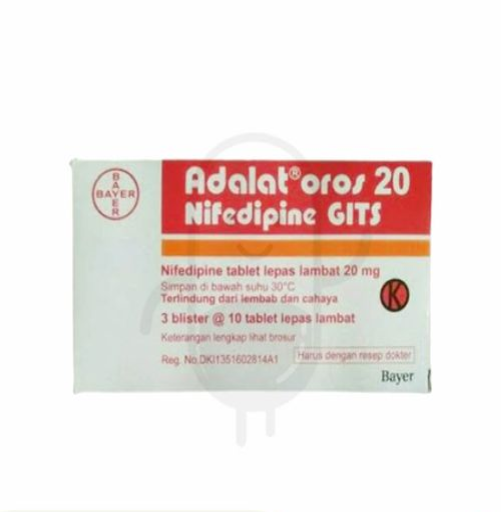 BAYER
BAYER
Adalat® oros 20
Nifedipine GITS
Nifedipine tablet lepas lambat 20 mg
Simpan di bawah suhu 30°C
Terlindung dari lembab dan cahaya
K
3 blister @ 10 tablet lepas lambat
Keterangan lengkap lihat brosur
Reg. No.DKI1351602814A1
Harus dengan resep dokter
Bayer